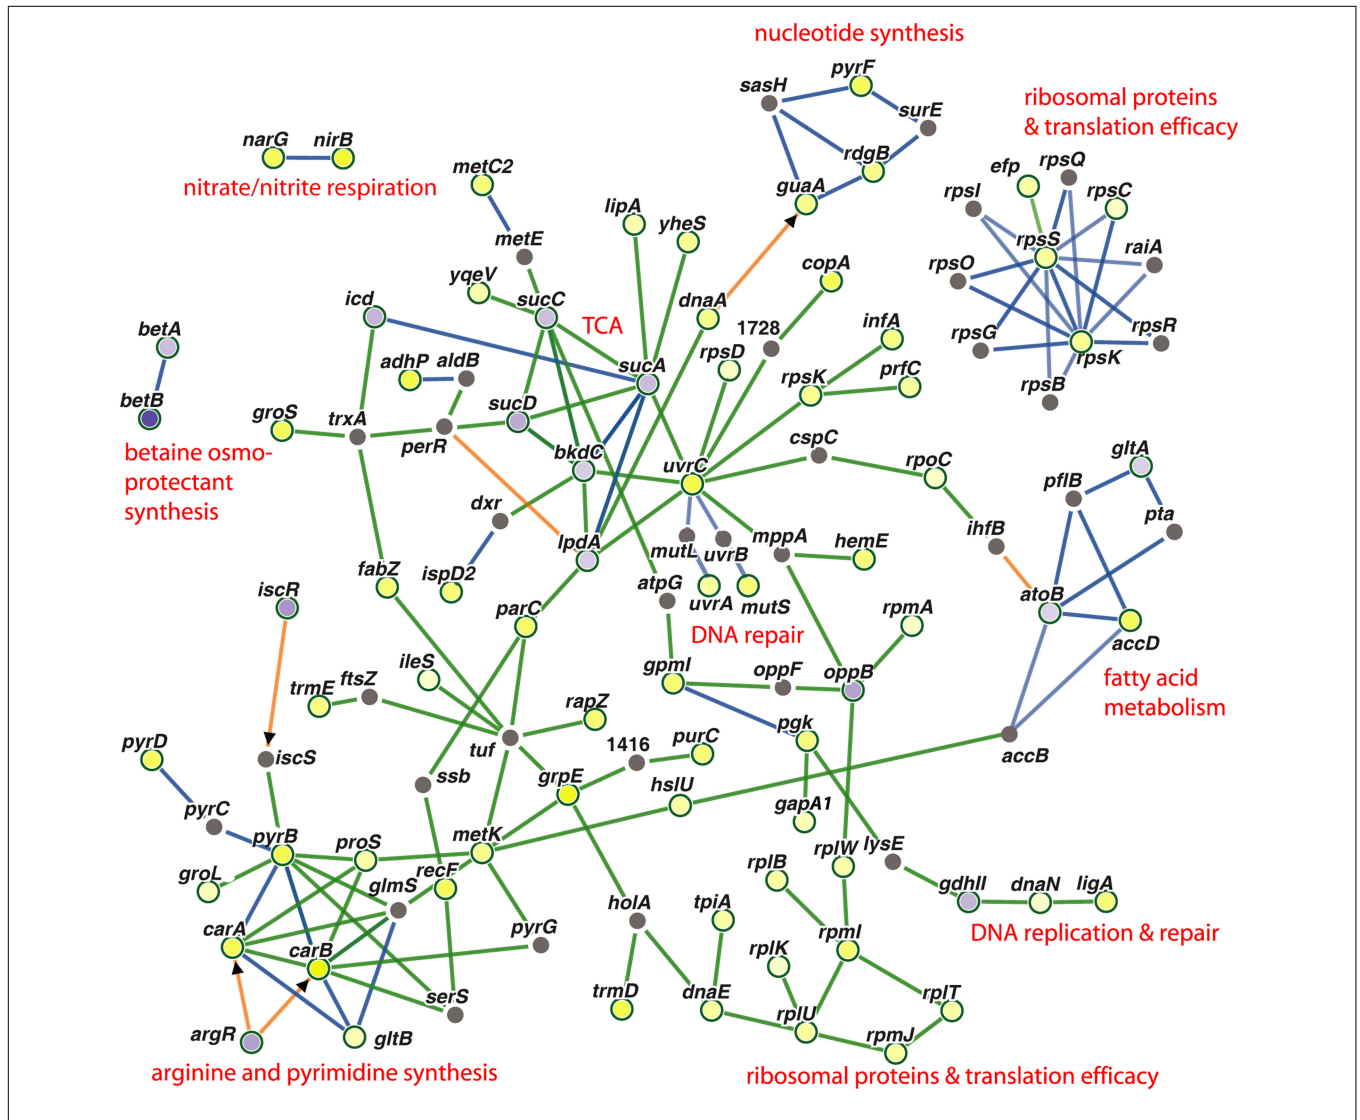 nucleotide synthesis
pyrF
sasH
surE
ribosomal proteins
& translation efficacy
narG
nirB
rdgB
rpsQ
efp
metC2
nitrate/nitrite respiration
guaA
rpsI
rpsC
lipA
yheS
metE
rpsS
raiA
copA
rpsO
yqeV
icd
sucC
dnaA
TCA
1728
infA
betA
rpsG
rpsR
adhP
aldB
sucA
rpsD
rpsK
rpsK
prfC
rpsB
betB
sucD
groS
trxA
perR
cspC
betaine osmo-
protectant
synthesis
bkdC
uvrC
rpoC
gltA
pflB
dxr
pta
ihfB
lpdA
mutL
uvrB
mppA
hemE
fabZ
ispD2
atpG
iscR
uvrA
mutS
atoB
parC
rpmA
DNA repair
accD
ileS
gpmI
oppF
oppB
fatty acid
metabolism
trmE
ftsZ
rapZ
pgk
pyrD
iscS
tuf
1416
purC
accB
ssb
grpE
hslU
pyrC
gapA1
pyrB
proS
metK
rplW
lysE
groL
glmS
recF
rplB
gdhII
dnaN
ligA
holA
tpiA
carA
carB
pyrG
rpmI
DNA replication & repair
rplK
serS
trmD
dnaE
rplU
rplT
argR
gltB
rpmJ
arginine and pyrimidine synthesis
ribosomal proteins & translation efficacy